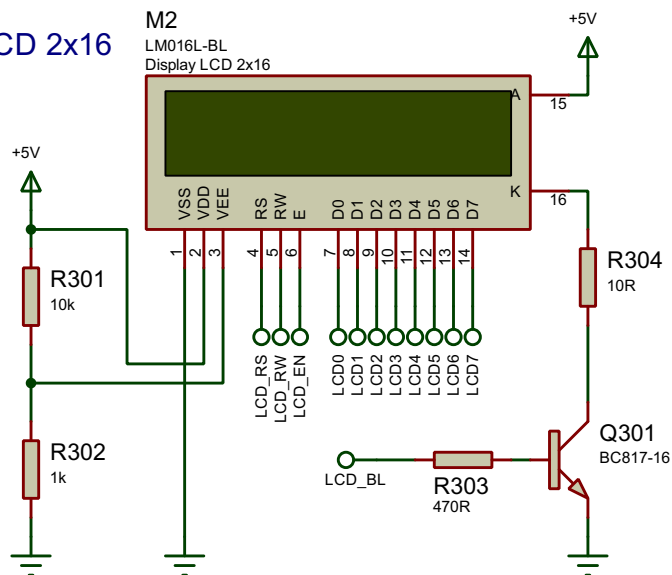 CD 2x16
M2
LM016L-BL
Display LCD 2x16
+5V
+5V
A
15
K
16
VSS
VDD
VEE
RS
RW
E
D0
D1
D2
D3
D4
D5
D6
D7
1
2
3
4
5
6
7
8
9
10
11
12
13
14
R301
10k
R302
1k
LCD_RS
LCD_RW
LCD_EN
LCD0
LCD1
LCD2
LCD3
LCD4
LCD5
LCD6
LCD7
R304
10R
Q301
BC817-16
LCD_BL
R303
470R